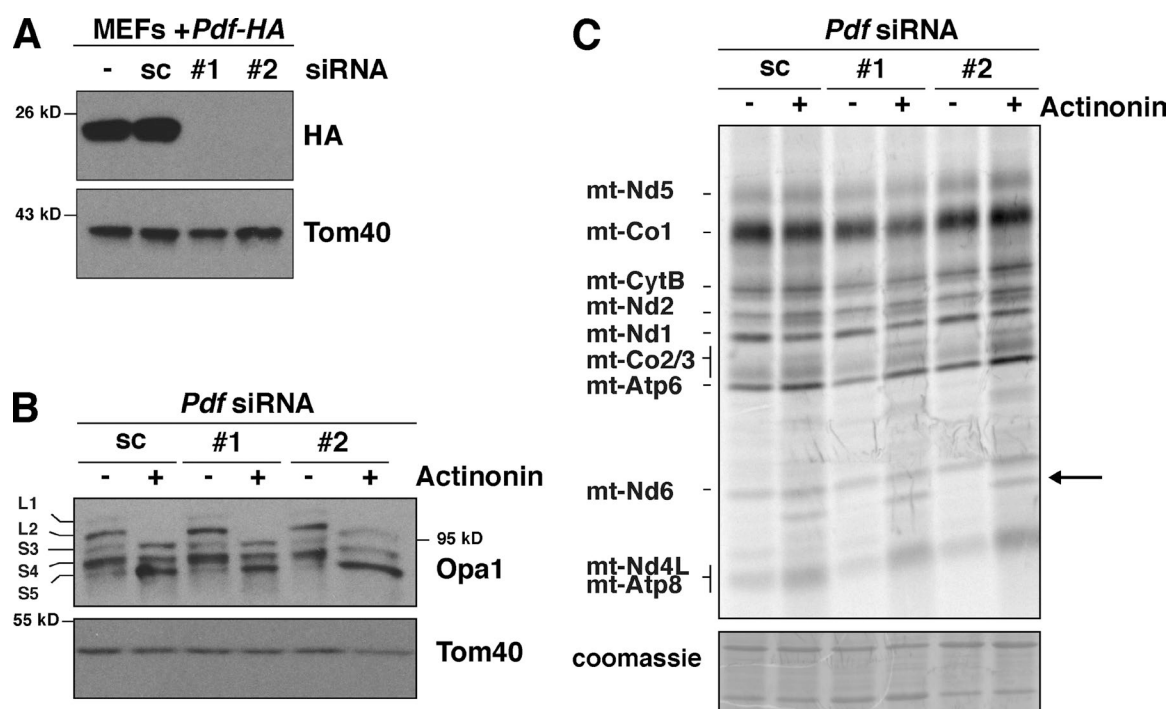 A
MEFs +Pdf-HA
- sc #1 #2 siRNA
26 kD
HA
43 kD
Tom40
B
Pdf siRNA
sc #1 #2
- + - + - + Actinonin
L1
L2
S3
S4
S5
95 kD
Opa1
55 kD
Tom40
C
Pdf siRNA
sc #1 #2
- + - + - + Actinonin
mt-Nd5
mt-Co1
mt-CytB
mt-Nd2
mt-Nd1
mt-Co2/3
mt-Atp6
mt-Nd6
mt-Nd4L
mt-Atp8
coomassie